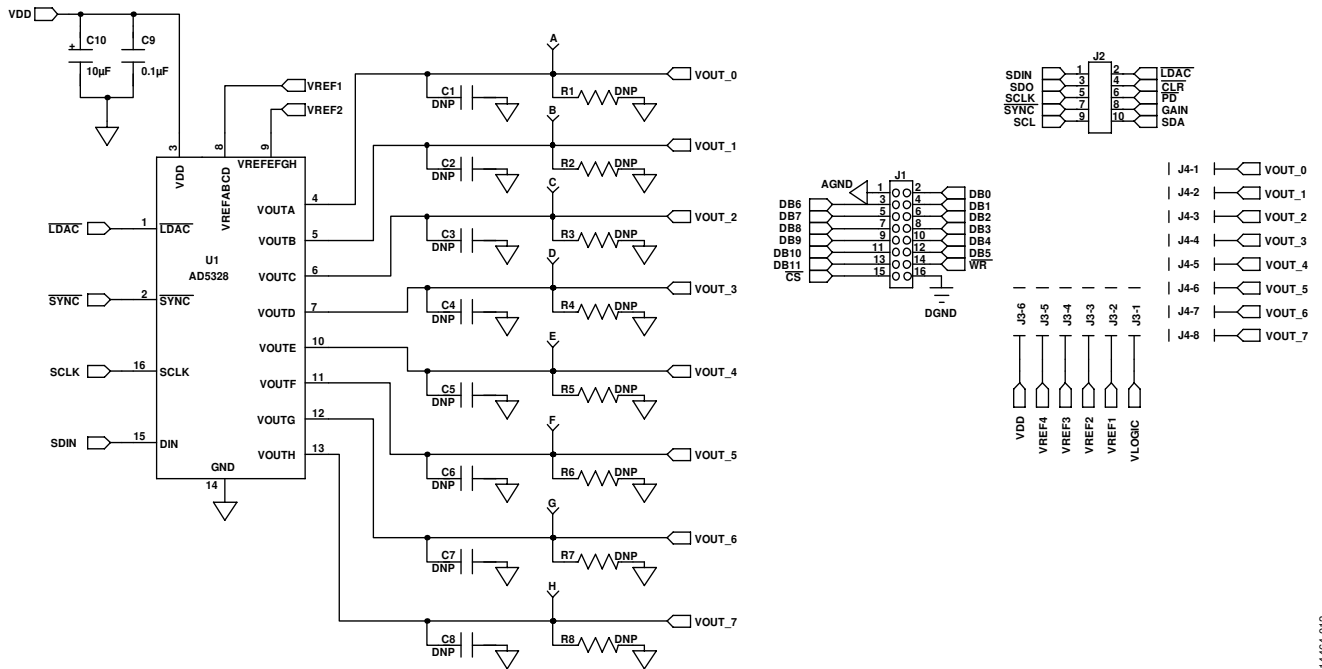 VDD
C10
C9
+
10µF
0.1µF
VREF1
VREF2
3
8
9
VDD
VREFABCD
VREFEFGH
U1
AD5328
LDAC
1
LDAC
SYNC
2
SYNC
SCLK
16
SCLK
SDIN
15
DIN
GND
14
VOUTA
4
VOUTB
5
VOUTC
6
VOUTD
7
VOUTE
10
VOUTF
11
VOUTG
12
VOUTH
13
A
VOUT_0
C1
DNP
R1
DNP
B
VOUT_1
C2
DNP
R2
DNP
C
VOUT_2
C3
DNP
R3
DNP
D
VOUT_3
C4
DNP
R4
DNP
E
VOUT_4
C5
DNP
R5
DNP
F
VOUT_5
C6
DNP
R6
DNP
G
VOUT_6
C7
DNP
R7
DNP
H
VOUT_7
C8
DNP
R8
DNP
J2
SDIN 1 2 LDAC
SDO 3 4 CLR
SCLK 5 6 PD
SYNC 7 8 GAIN
SCL 9 10 SDA
J1
AGND 1 2 DB0
DB6 3 4 DB1
DB7 5 6 DB2
DB8 7 8 DB3
DB9 9 10 DB4
DB10 11 12 DB5
DB11 13 14 WR
CS 15 16
DGND
J4-1 VOUT_0
J4-2 VOUT_1
J4-3 VOUT_2
J4-4 VOUT_3
J4-5 VOUT_4
J4-6 VOUT_5
J4-7 VOUT_6
J4-8 VOUT_7
J3-6 VDD
J3-5 VREF4
J3-4 VREF3
J3-3 VREF2
J3-2 VREF1
J3-1 VLOGIC